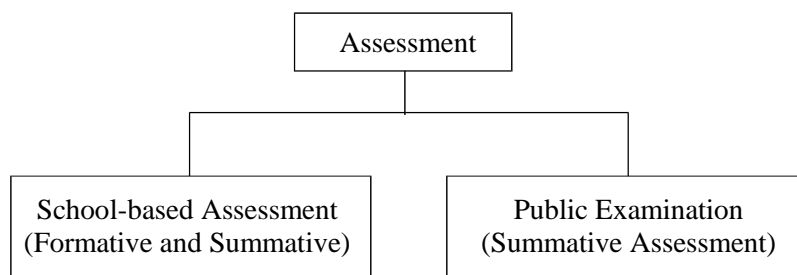 Assessment
School-based Assessment
(Formative and Summative)
Public Examination
(Summative Assessment)